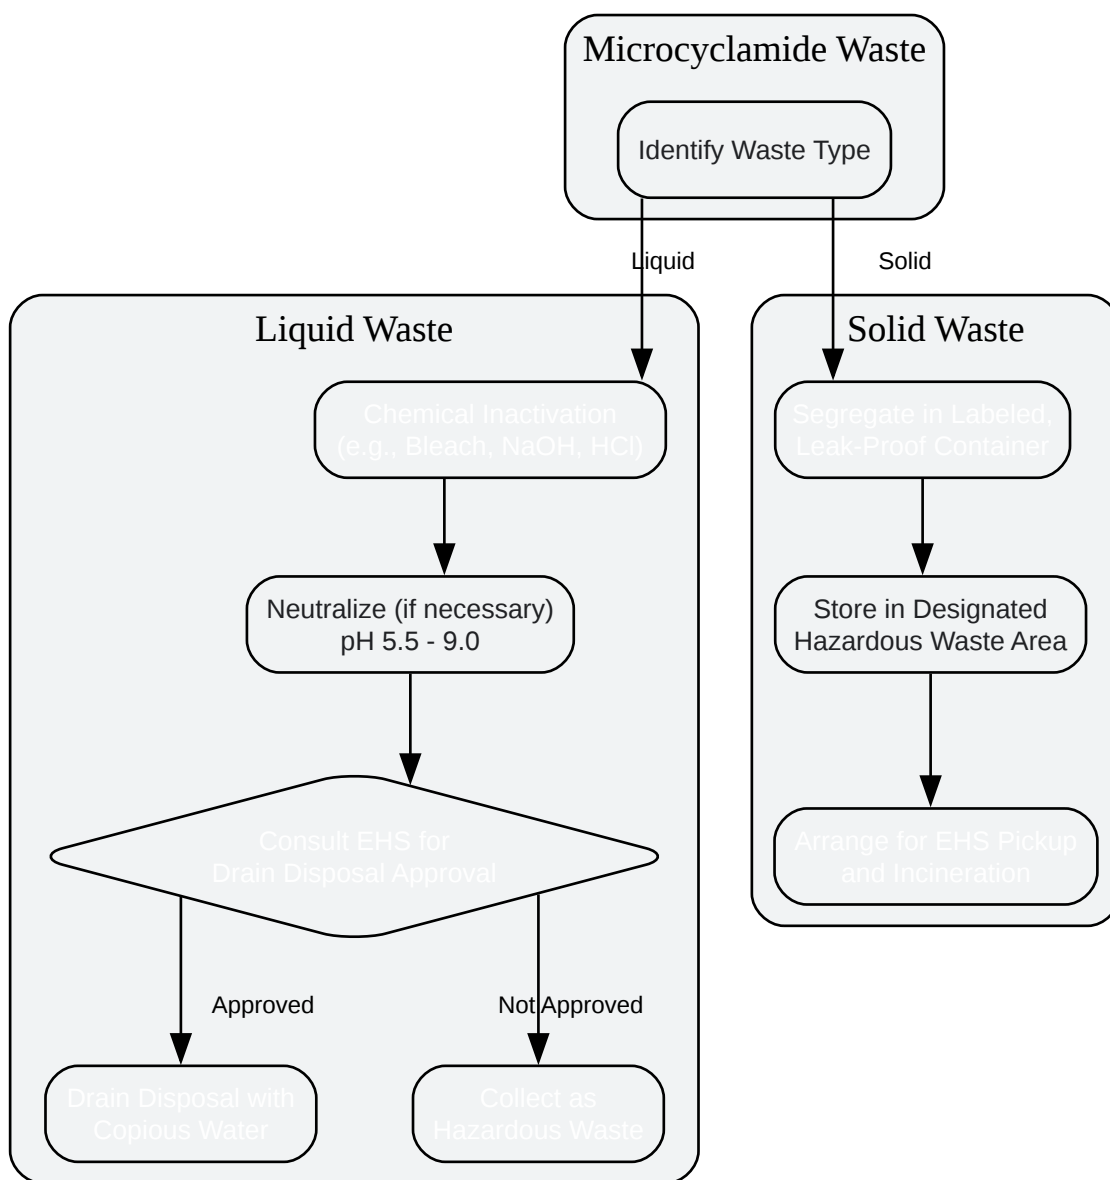 Microcyclamide Waste
Identify Waste Type
Liquid
Solid
Liquid Waste
Chemical Inactivation
(e.g., Bleach, NaOH, HCl)
Neutralize (if necessary)
pH 5.5 - 9.0
Consult EHS for
Drain Disposal Approval
Approved
Not Approved
Drain Disposal with
Copious Water
Collect as
Hazardous Waste
Solid Waste
Segregate in Labeled,
Leak-Proof Container
Store in Designated
Hazardous Waste Area
Arrange for EHS Pickup
and Incineration